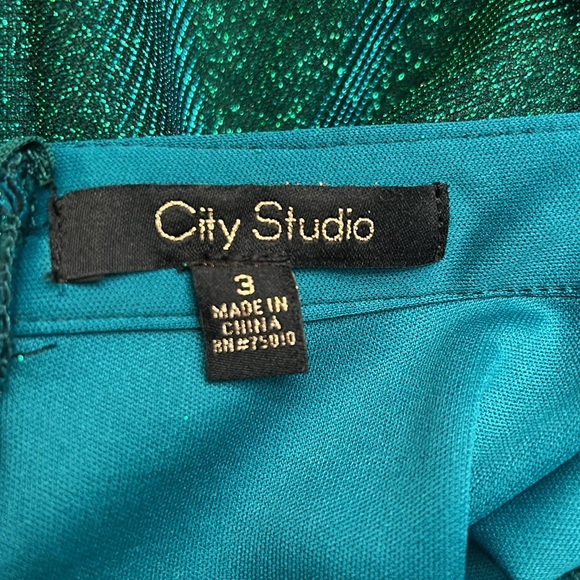 City Studio
3
MADE IN
CHINA
RN#75010